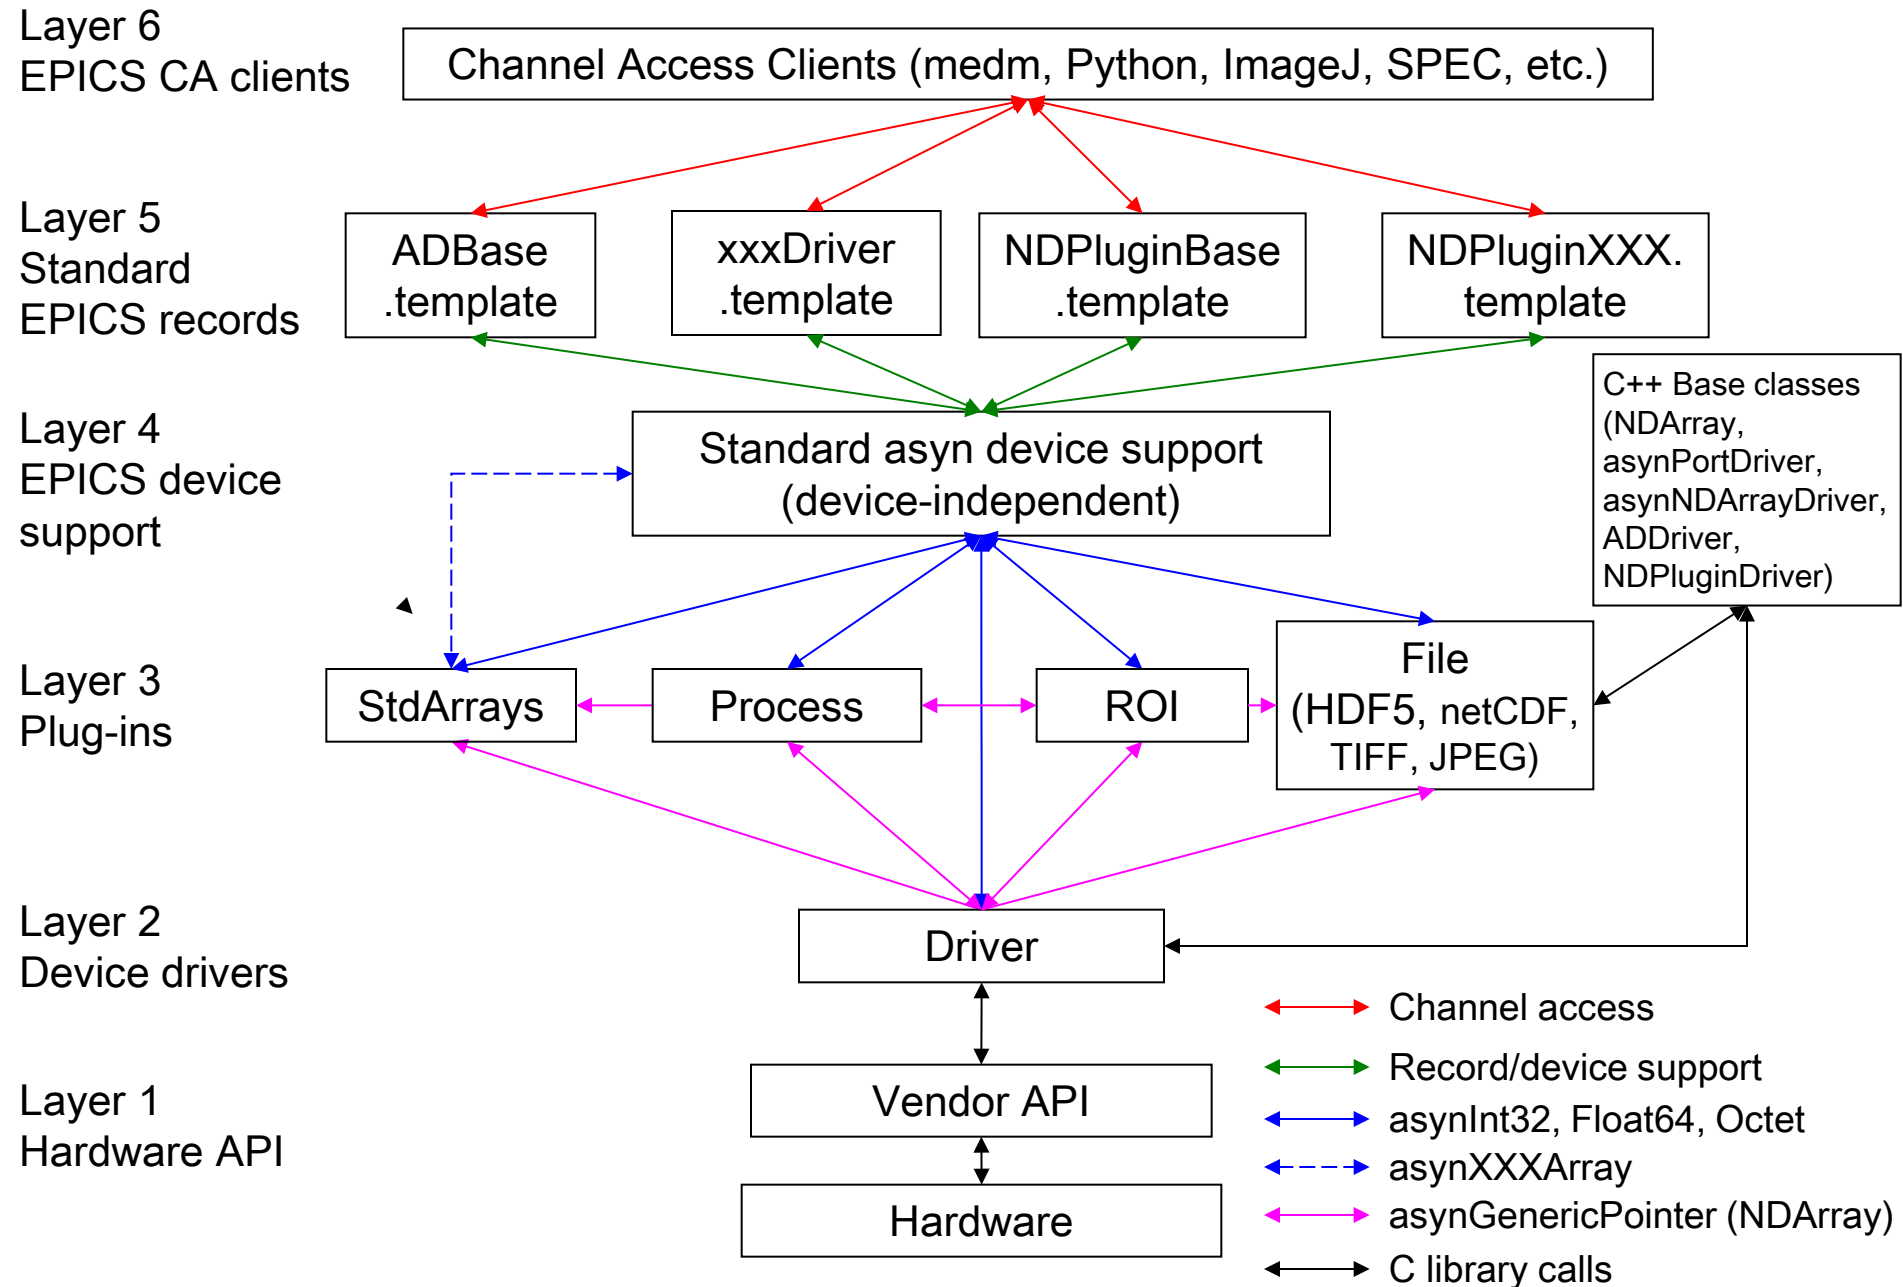 Layer 6
EPICS CA clients
Channel Access Clients (medm, Python, ImageJ, SPEC, etc.)
Layer 5
Standard
EPICS records
ADBase
.template
xxxDriver
.template
NDPluginBase
.template
NDPluginXXX.
template
C++ Base classes
(NDArray,
asynPortDriver,
asynNDArrayDriver,
ADDriver,
NDPluginDriver)
Layer 4
EPICS device
support
Standard asyn device support
(device-independent)
Layer 3
Plug-ins
StdArrays
Process
ROI
File
(HDF5, netCDF,
TIFF, JPEG)
Layer 2
Device drivers
Driver
Layer 1
Hardware API
Vendor API
Hardware
Channel access
Record/device support
asynInt32, Float64, Octet
asynXXXArray
asynGenericPointer (NDArray)
C library calls